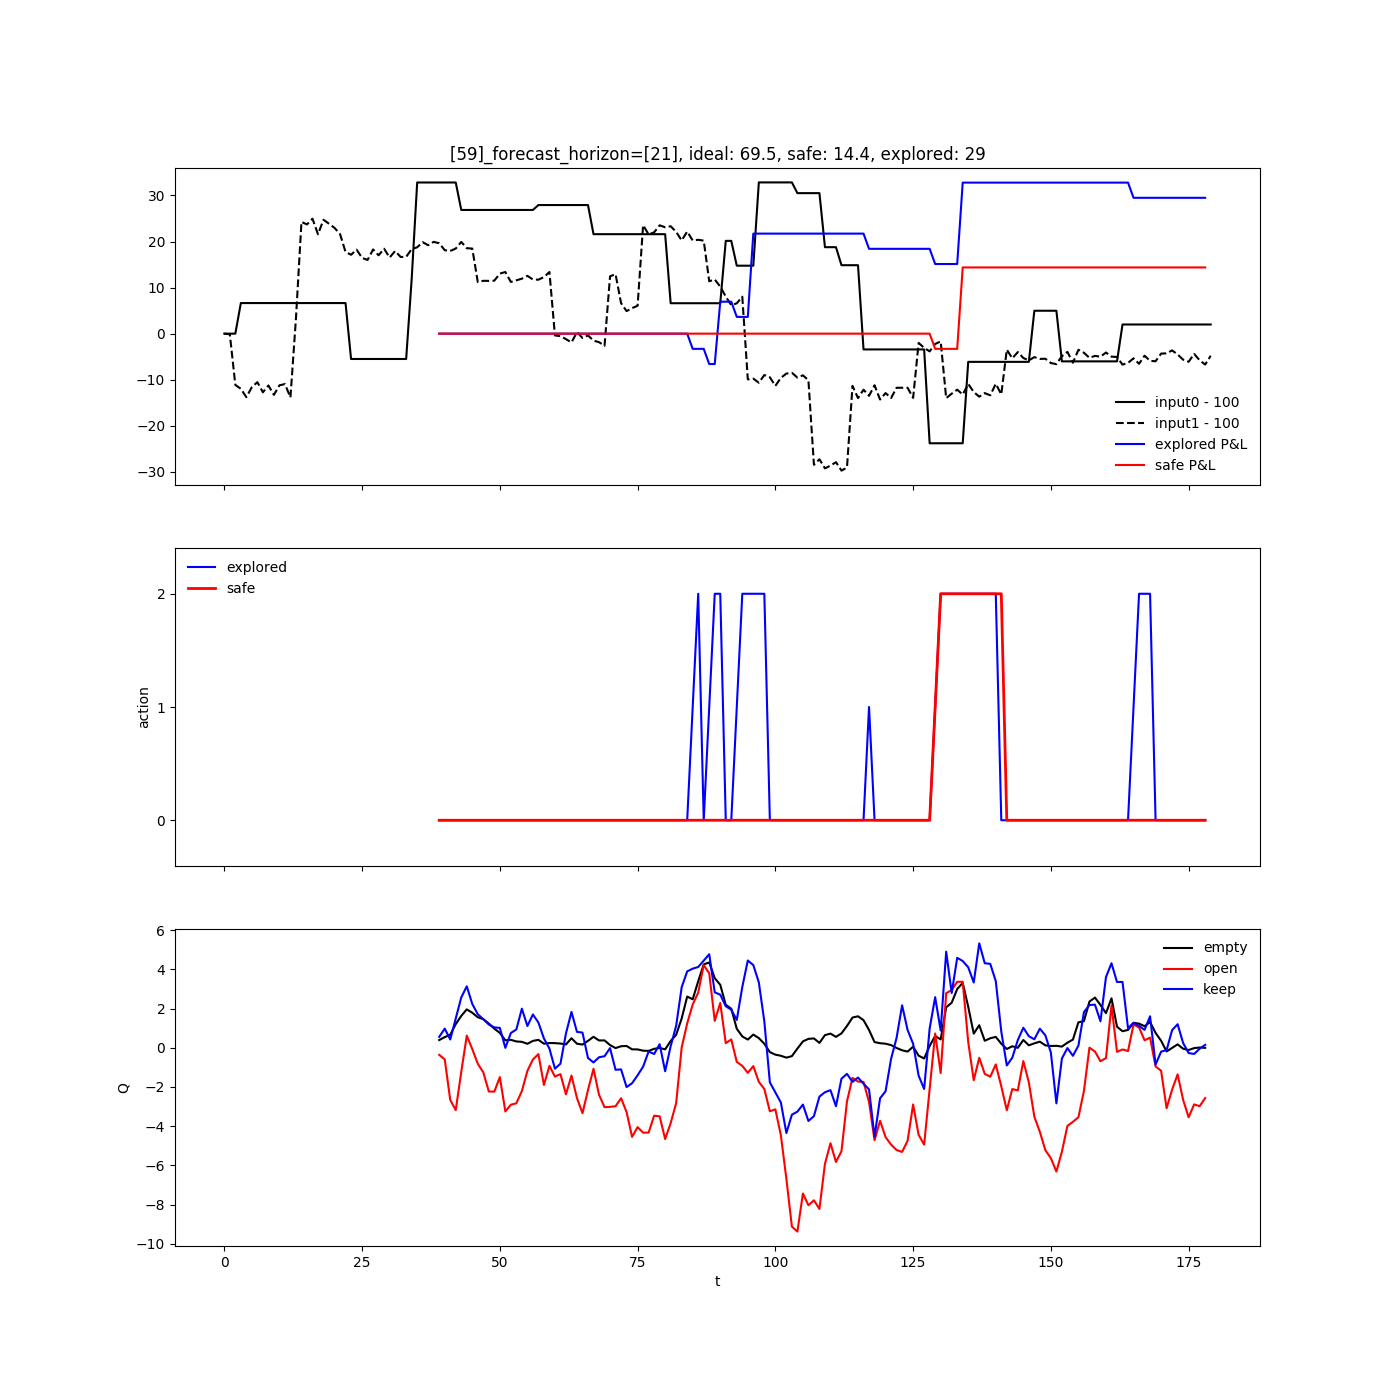 [59]_forecast_horizon=[21], ideal: 69.5, safe: 14.4, explored: 29
30
20
10
0
−10
−20
−30
input0 - 100
input1 - 100
explored P&L
safe P&L
explored
safe
2
1
0
action
6
4
2
0
−2
−4
−6
−8
−10
Q
empty
open
keep
0 25 50 75 100 125 150 175
t